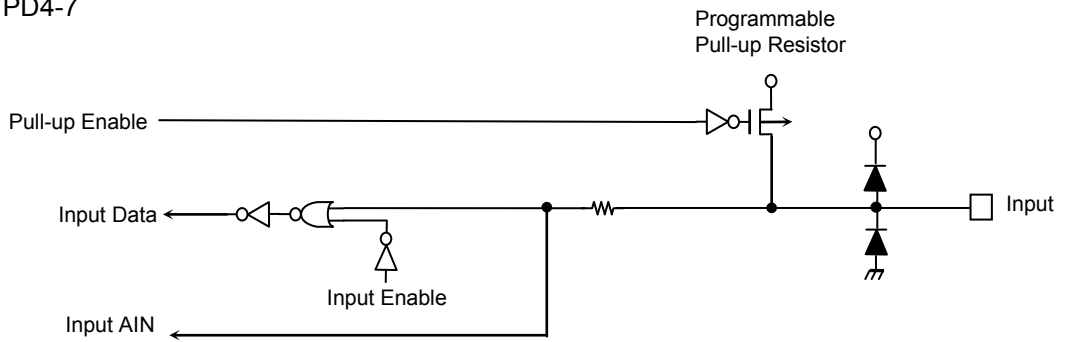 PD4-7
Programmable
Pull-up Resistor
Pull-up Enable
Input Data
Input
Input Enable
Input AIN